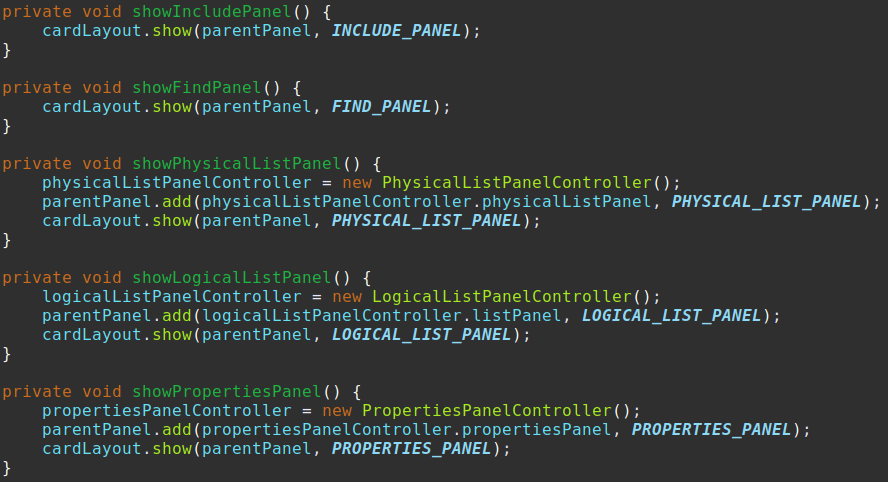 private void showIncludePanel() {
    cardLayout.show(parentPanel, INCLUDE_PANEL);
}

private void showFindPanel() {
    cardLayout.show(parentPanel, FIND_PANEL);
}

private void showPhysicalListPanel() {
    physicalListPanelController = new PhysicalListPanelController();
    parentPanel.add(physicalListPanelController.physicalListPanel, PHYSICAL_LIST_PANEL);
    cardLayout.show(parentPanel, PHYSICAL_LIST_PANEL);
}

private void showLogicalListPanel() {
    logicalListPanelController = new LogicalListPanelController();
    parentPanel.add(logicalListPanelController.listPanel, LOGICAL_LIST_PANEL);
    cardLayout.show(parentPanel, LOGICAL_LIST_PANEL);
}

private void showPropertiesPanel() {
    propertiesPanelController = new PropertiesPanelController();
    parentPanel.add(propertiesPanelController.propertiesPanel, PROPERTIES_PANEL);
    cardLayout.show(parentPanel, PROPERTIES_PANEL);
}